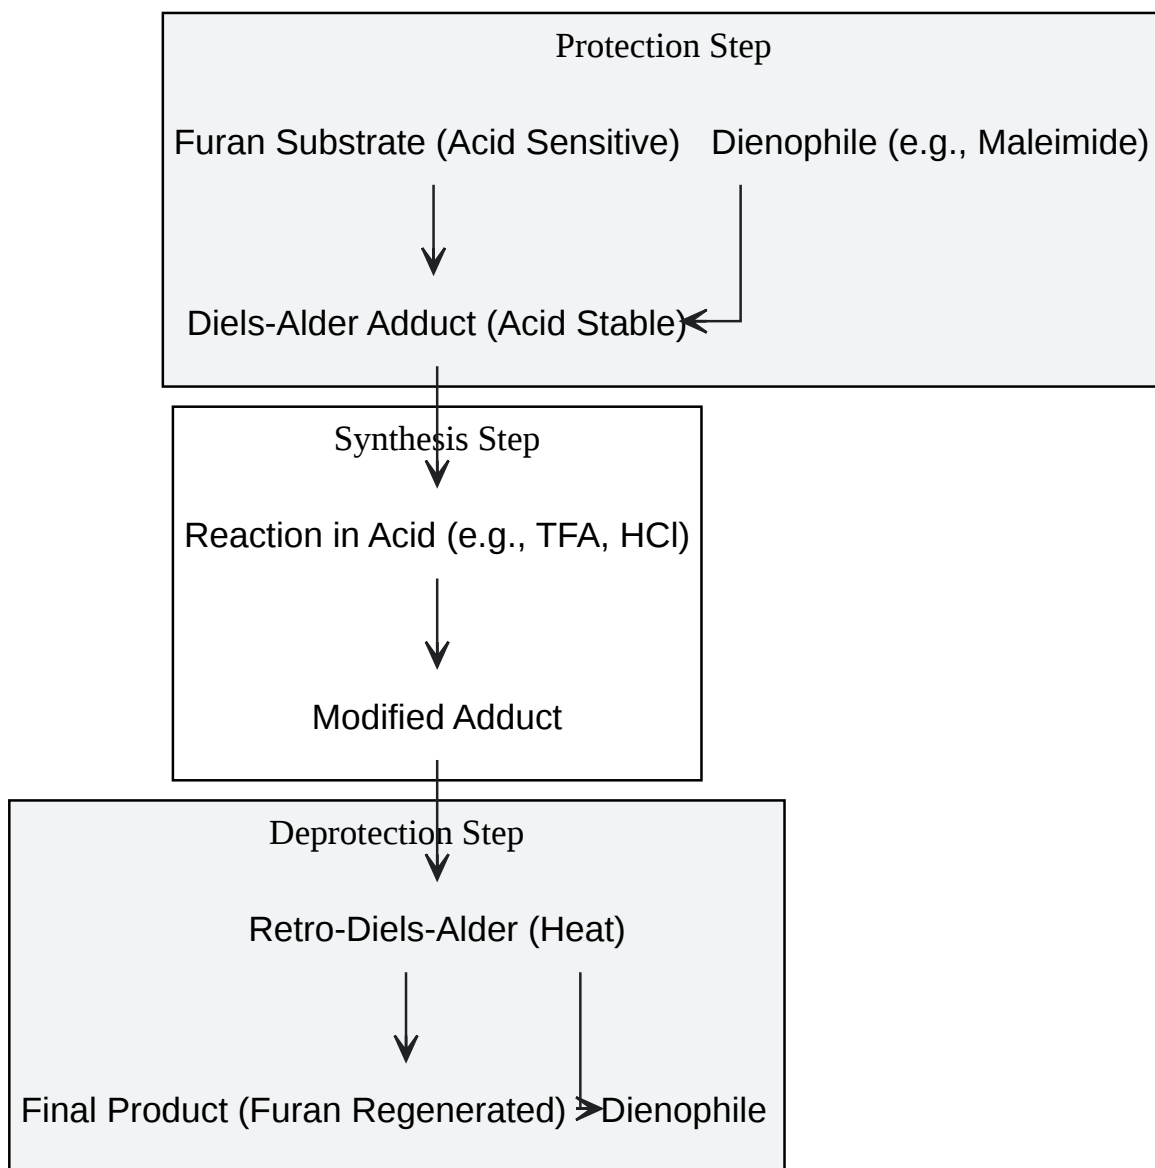 Protection Step
Furan Substrate (Acid Sensitive) Dienophile (e.g., Maleimide)
Diels-Alder Adduct (Acid Stable)
Synthesis Step
Reaction in Acid (e.g., TFA, HCl)
Modified Adduct
Deprotection Step
Retro-Diels-Alder (Heat)
Final Product (Furan Regenerated) Dienophile